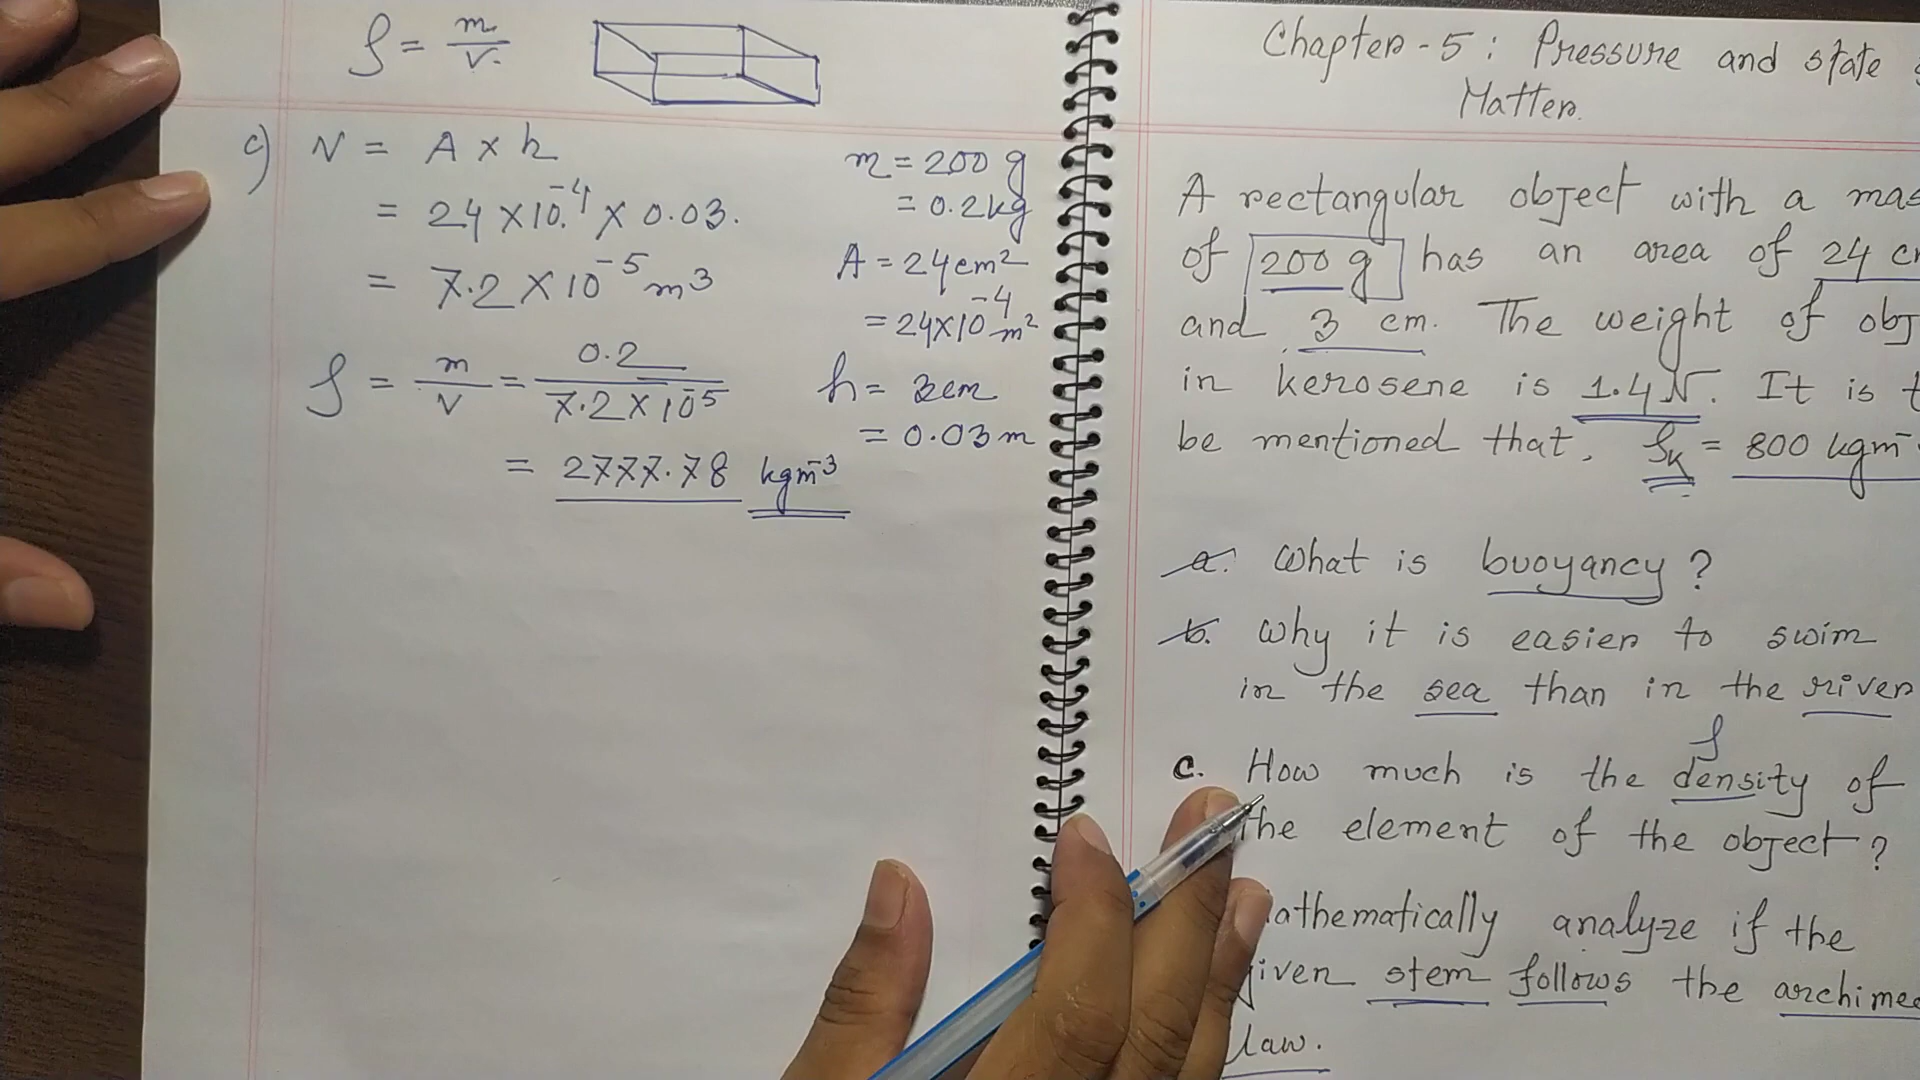 ρ = m/V.
c) V = A × h
= 24 × 10⁻⁴ × 0.03.
= 7.2 × 10⁻⁵ m³
ρ = m/v = 0.2/7.2 × 10⁻⁵
= 2777.78 kgm⁻³
m = 200 g
= 0.2kg
A = 24cm²
= 24×10⁻⁴ m²
h = 3cm
= 0.03m
Chapter - 5 : Pressure and state
Matter.
A rectangular object with a
of 200 g has an area of 24
and 3 cm. The weight of
in kerosene is 1.4N. It is
be mentioned that, ρₖ = 800 kgm⁻
a. What is buoyancy ?
b. Why it is easier to swim
in the sea than in the river
ρ
c. How much is the density of
the element of the object ?
analyze if the
stem follows the
law.